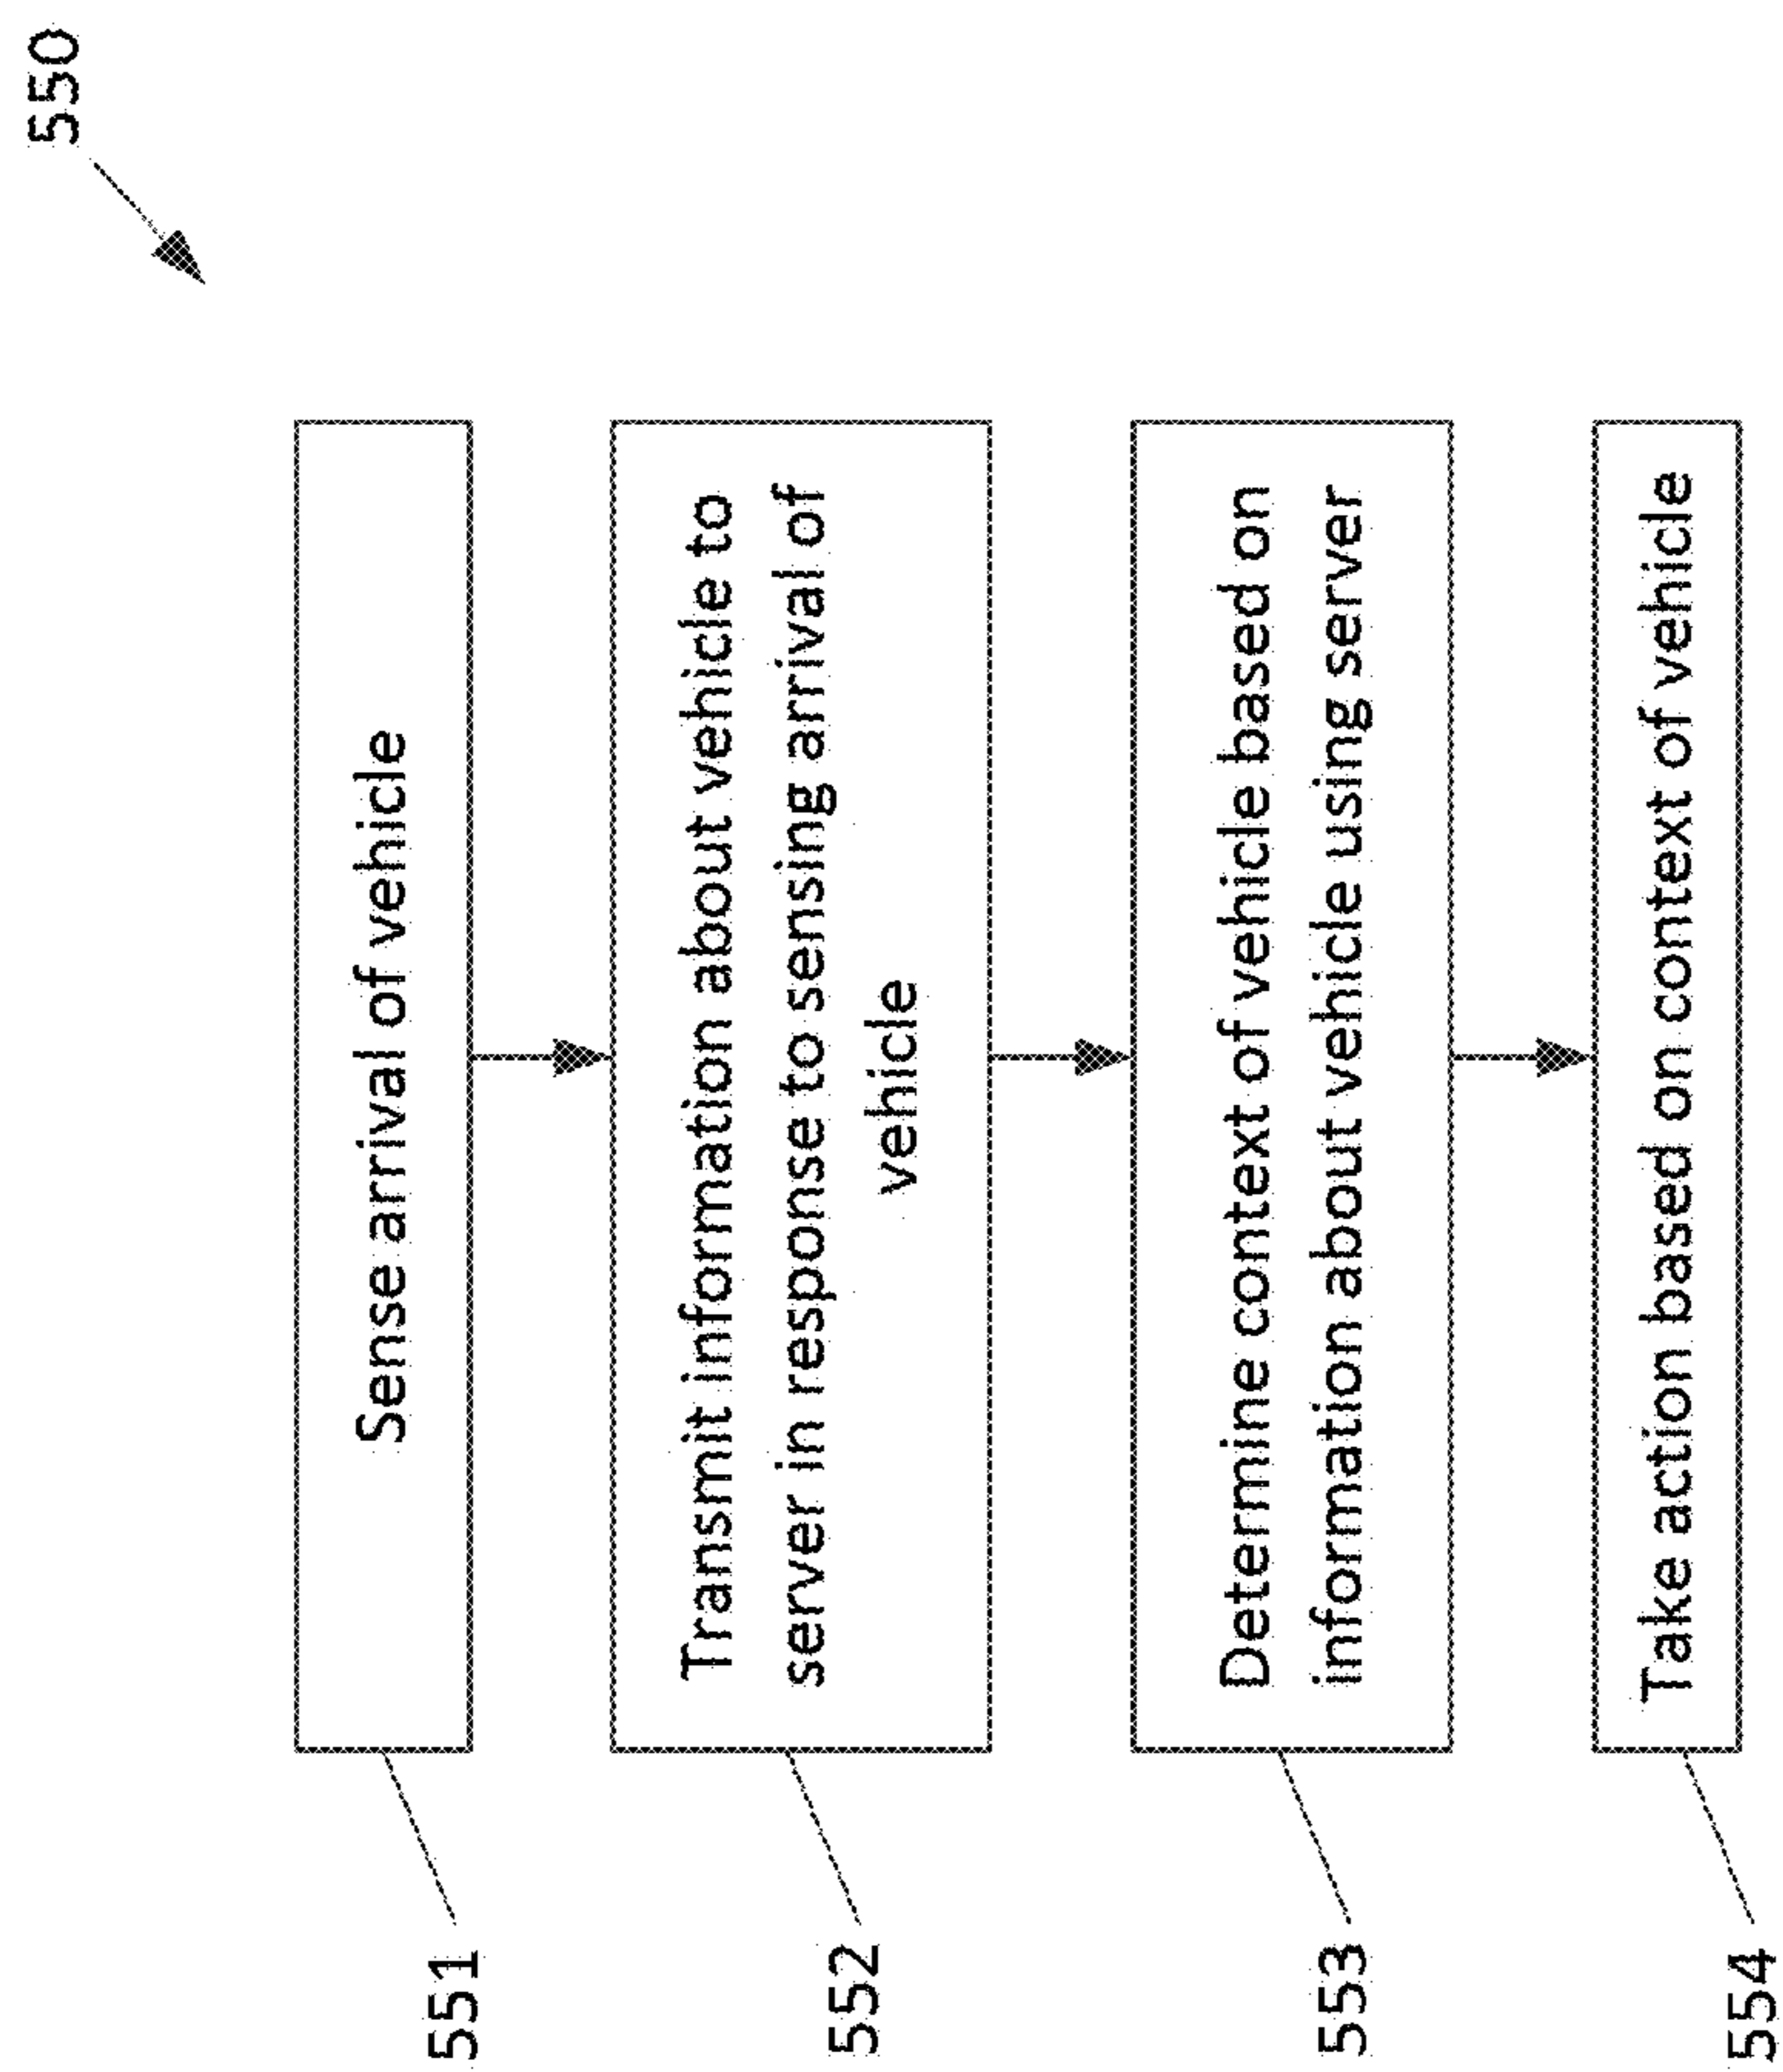 550
551
Sense arrival of vehicle
552
Transmit information about vehicle to
server in response to sensing arrival of
vehicle
553
Determine context of vehicle based on
information about vehicle using server
554
Take action based on context of vehicle